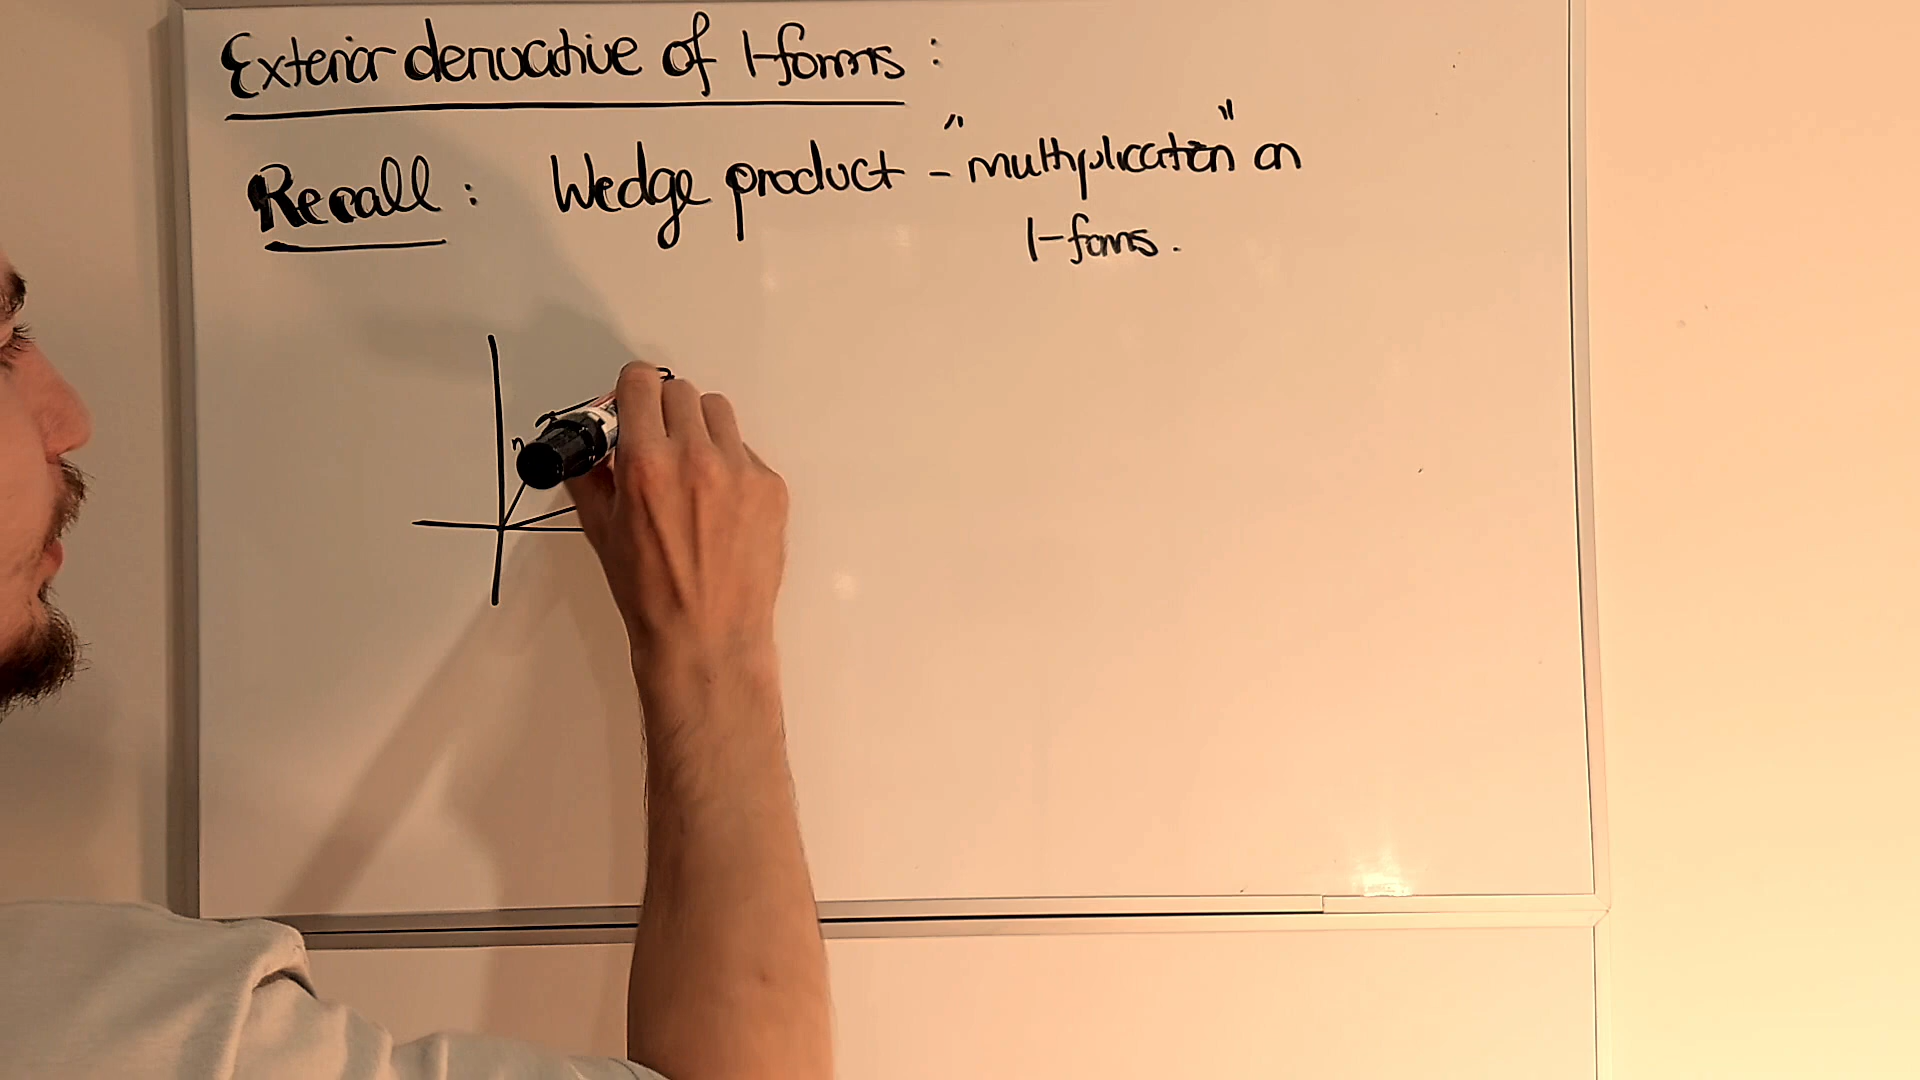 Exterior derivative of 1-forms :
Recall : Wedge product - "multiplication" on
1-forms.